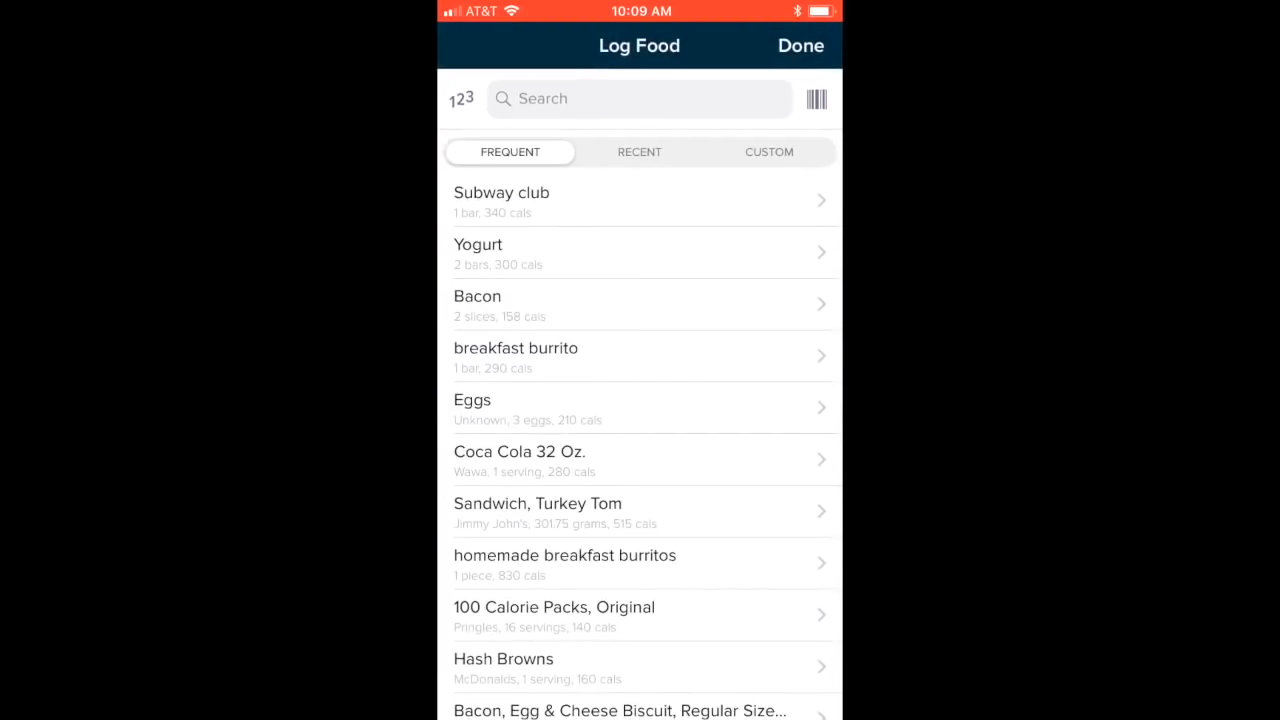 AT&T 10:09 AM
Log Food Done
123 Search
FREQUENT RECENT CUSTOM
Subway club
1 bar, 340 cals
Yogurt
2 bars, 300 cals
Bacon
2 slices, 158 cals
breakfast burrito
1 bar, 290 cals
Eggs
Unknown, 3 eggs, 210 cals
Coca Cola 32 Oz.
Wawa, 1 serving, 280 cals
Sandwich, Turkey Tom
Jimmy John's, 301.75 grams, 515 cals
homemade breakfast burritos
1 piece, 830 cals
100 Calorie Packs, Original
Pringles, 16 servings, 140 cals
Hash Browns
McDonalds, 1 serving, 160 cals
Bacon, Egg & Cheese Biscuit, Regular Size...